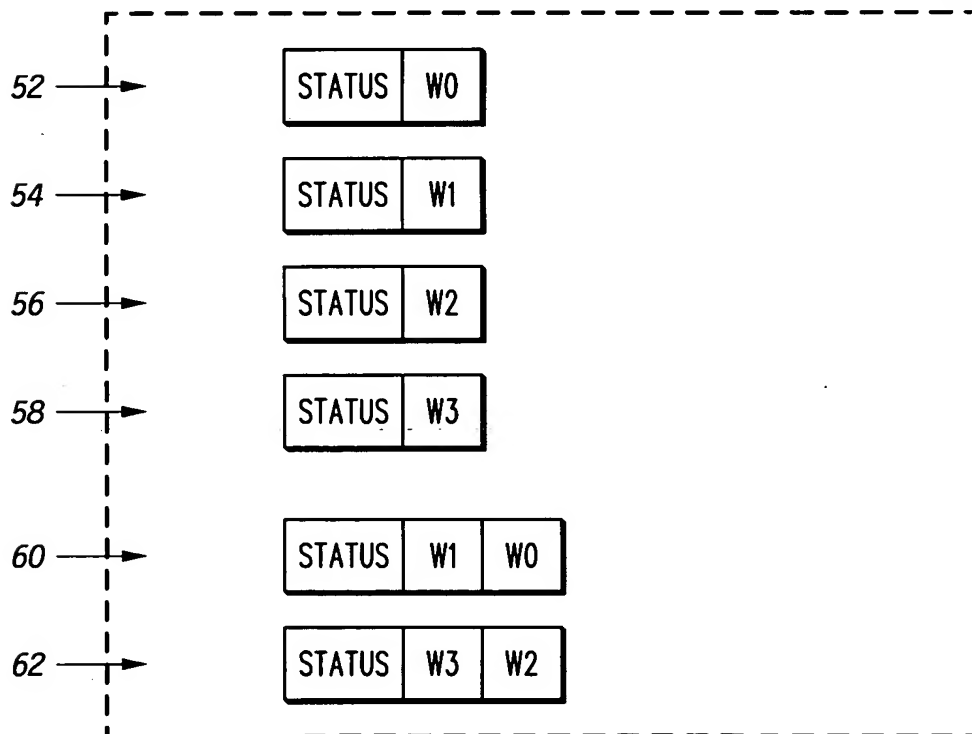 52 STATUS W0
54 STATUS W1
56 STATUS W2
58 STATUS W3
60 STATUS W1 W0
62 STATUS W3 W2